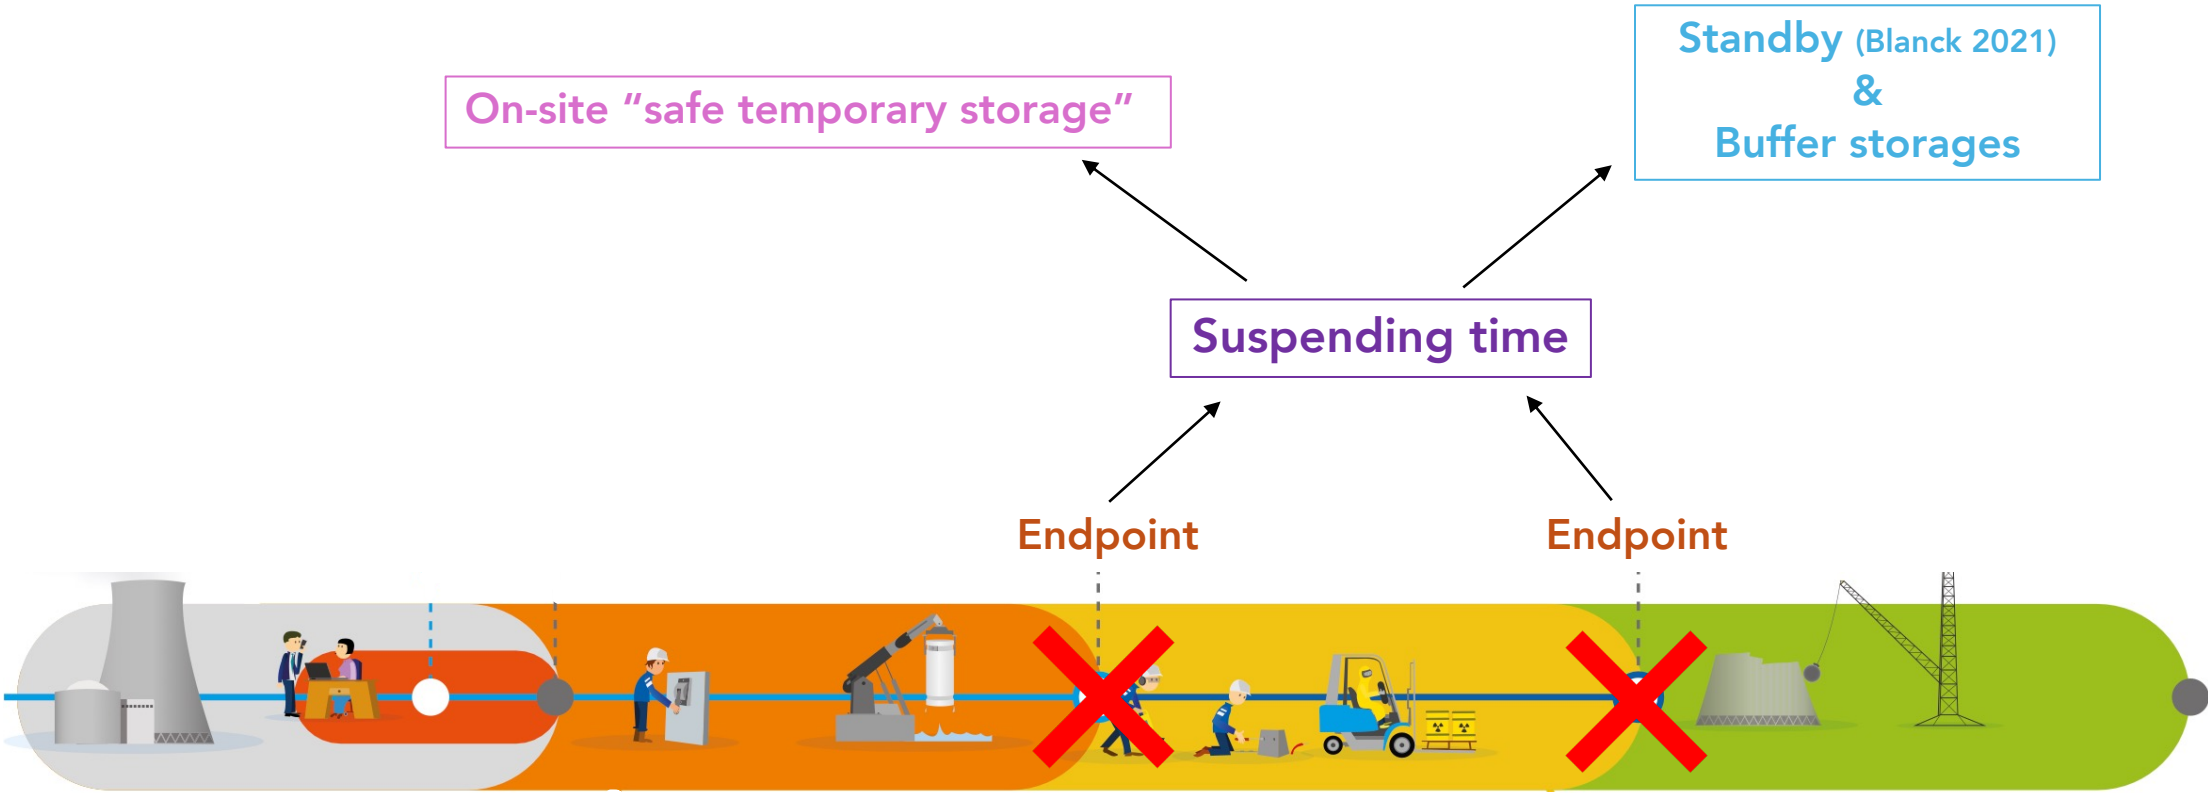 Standby (Blanck 2021)
&
Buffer storages
On-site “safe temporary storage”
Suspending time
Endpoint
Endpoint